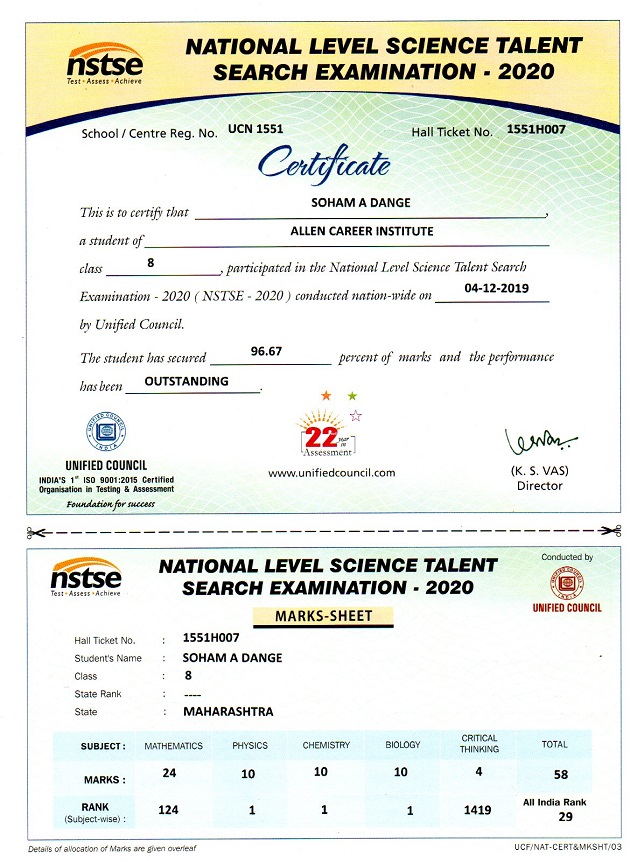 nstse
Test · Assess · Achieve
NATIONAL LEVEL SCIENCE TALENT
SEARCH EXAMINATION - 2020
School / Centre Reg. No. UCN 1551 Hall Ticket No. 1551H007
Certificate
This is to certify that SOHAM A DANGE,
a student of ALLEN CAREER INSTITUTE
class 8, participated in the National Level Science Talent Search
Examination - 2020 ( NSTSE - 2020 ) conducted nation-wide on 04-12-2019
by Unified Council.
The student has secured 96.67 percent of marks and the performance
has been OUTSTANDING.
UNIFIED COUNCIL
INDIA
UNIFIED COUNCIL
INDIA'S 1st ISO 9001:2015 Certified
Organisation in Testing & Assessment
Foundation for success
22 year in
Assessment
www.unifiedcouncil.com
(K. S. VAS)
Director
nstse
Test · Assess · Achieve
NATIONAL LEVEL SCIENCE TALENT
SEARCH EXAMINATION - 2020
MARKS-SHEET
Conducted by
UNIFIED COUNCIL
INDIA
UNIFIED COUNCIL
Hall Ticket No. : 1551H007
Student's Name : SOHAM A DANGE
Class : 8
State Rank : ----
State : MAHARASHTRA
SUBJECT : MATHEMATICS PHYSICS CHEMISTRY BIOLOGY CRITICAL THINKING TOTAL
MARKS : 24 10 10 10 4 58
RANK (Subject-wise) : 124 1 1 1 1419 All India Rank 29
Details of allocation of Marks are given overleaf
UCF/NAT-CERT&MKSHT/03